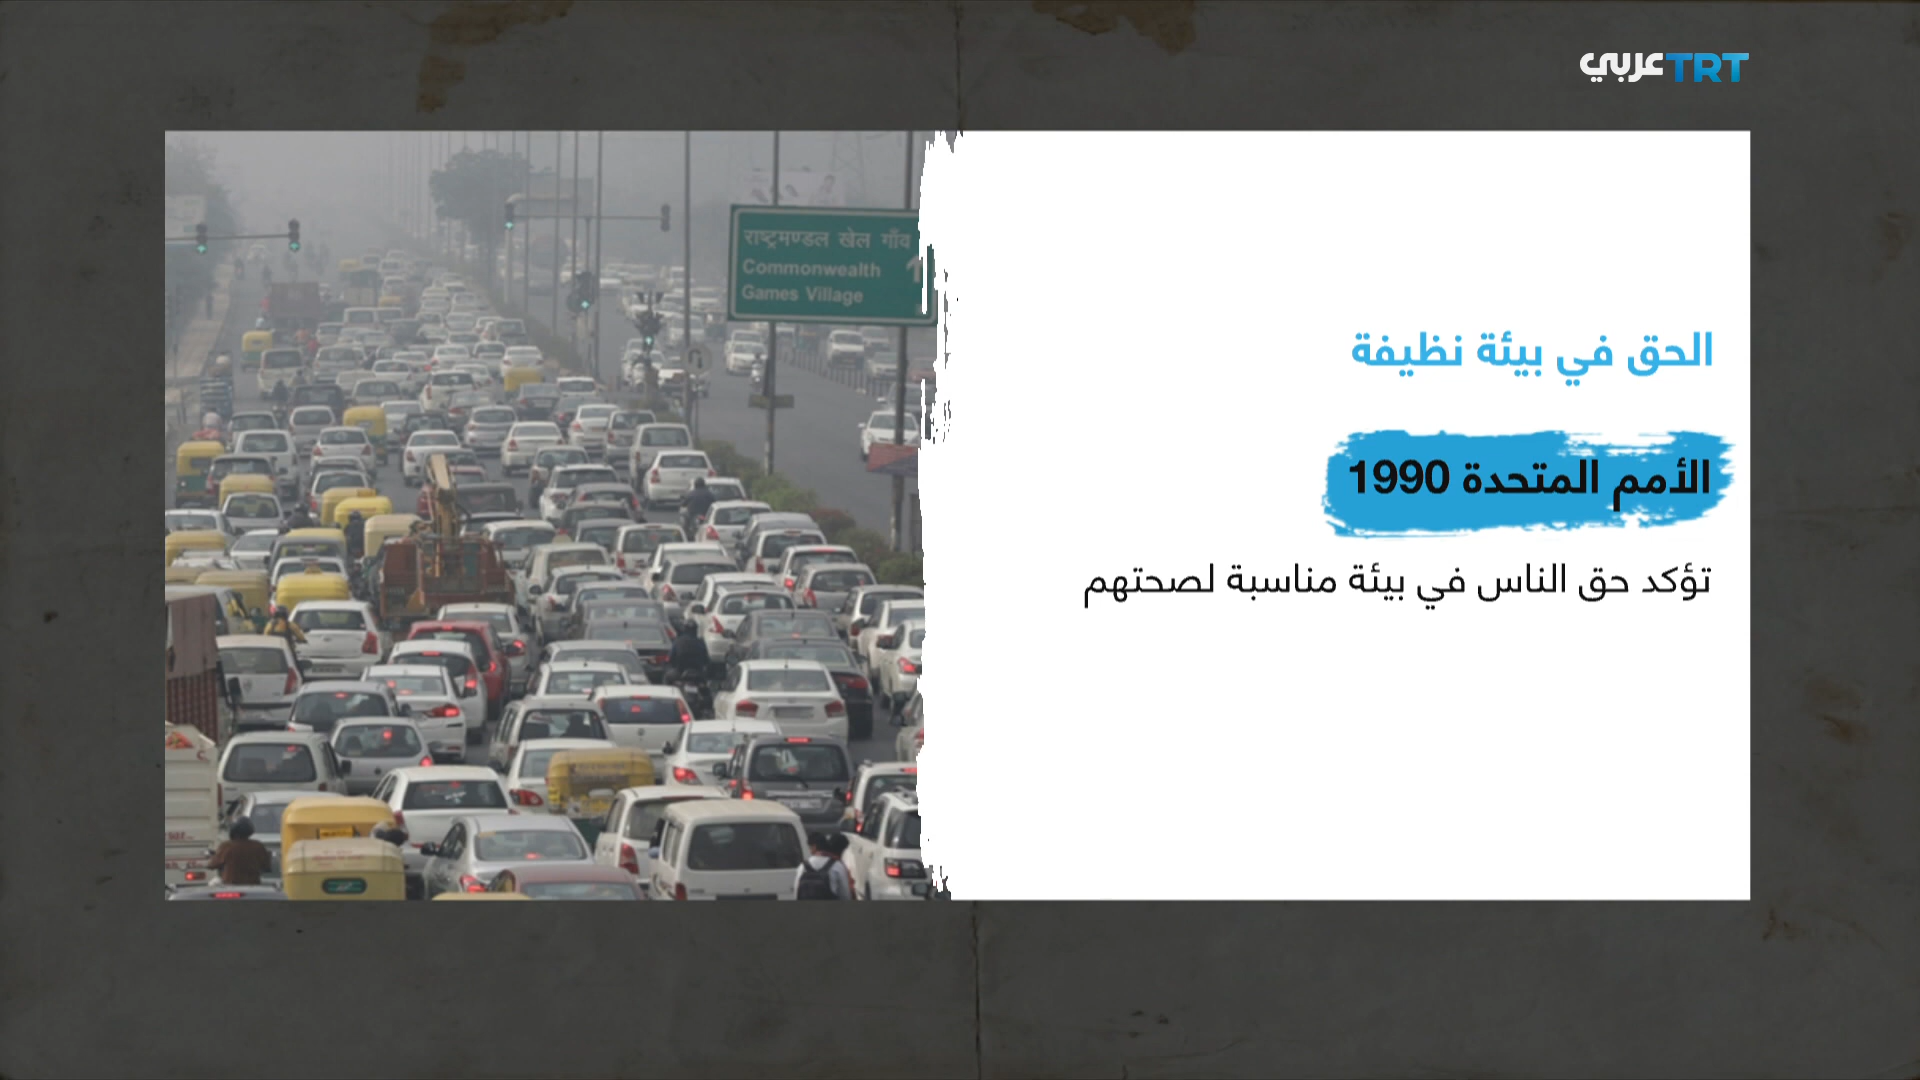 TRT عربي
الحق في بيئة نظيفة
الأمم المتحدة 1990
تؤكد حق الناس في بيئة مناسبة لصحتهم
राष्ट्रमण्डल खेल गाँव
Commonwealth
Games Village